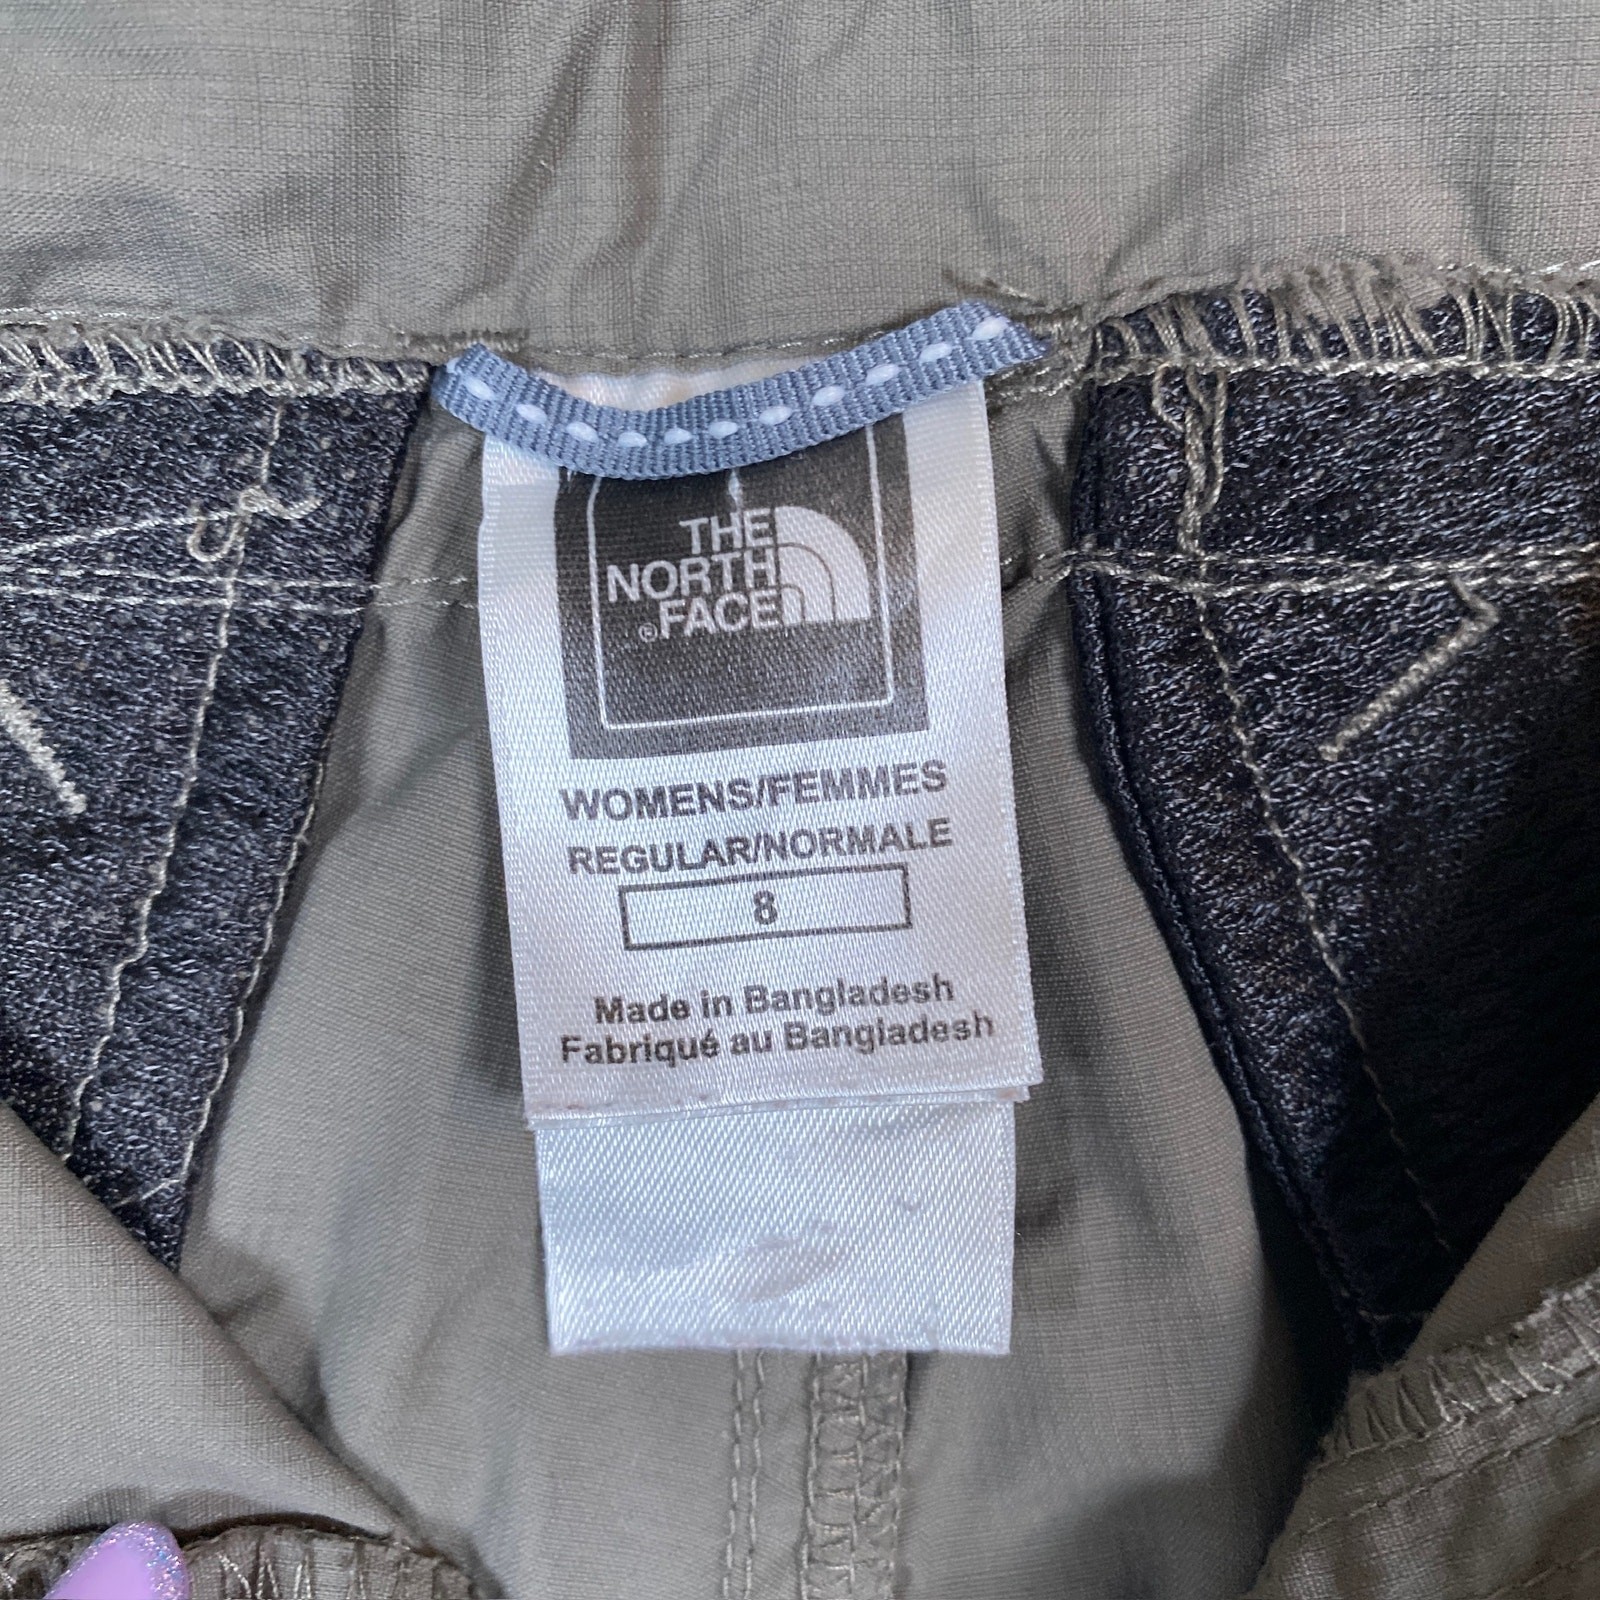 THE
NORTH
®FACE
WOMENS/FEMMES
REGULAR/NORMALE
8
Made in Bangladesh
Fabriqué au Bangladesh